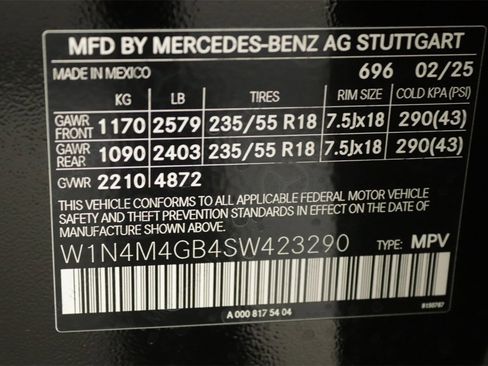 MFD BY MERCEDES-BENZ AG STUTTGART
MADE IN MEXICO 696 02/25
KG LB TIRES RIM SIZE COLD KPA (PSI)
GAWR FRONT 1170 2579 235/55 R18 7.5Jx18 290(43)
GAWR REAR 1090 2403 235/55 R18 7.5Jx18 290(43)
GVWR 2210 4872
THIS VEHICLE CONFORMS TO ALL APPLICABLE FEDERAL MOTOR VEHICLE
SAFETY AND THEFT PREVENTION STANDARDS IN EFFECT ON THE DATE OF
MANUFACTURE SHOWN ABOVE.
W1N4M4GB4SW423290 TYPE: MPV
A 000 817 54 04